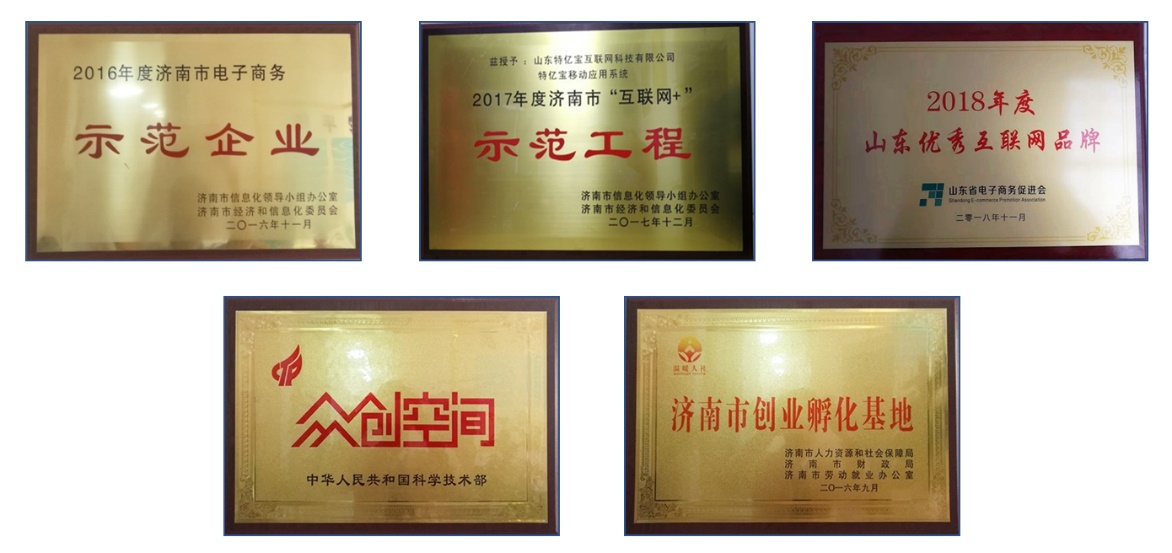 2016年度济南市电子商务
示范企业
济南市信息化领导小组办公室
济南市经济和信息化委员会
二〇一六年十一月
兹授予：山东特亿宝互联网科技有限公司
特亿宝移动应用系统
2017年度济南市“互联网+”
示范工程
济南市信息化领导小组办公室
济南市经济和信息化委员会
二〇一七年十二月
2018年度
山东优秀互联网品牌
山东省电子商务促进会
Shandong E-commerce Promotion Association
二零一八年十一月
众创空间
中华人民共和国科学技术部
温暖人社
济南市创业孵化基地
济南市人力资源和社会保障局
济南市财政局
济南市劳动就业办公室
二〇一六年九月